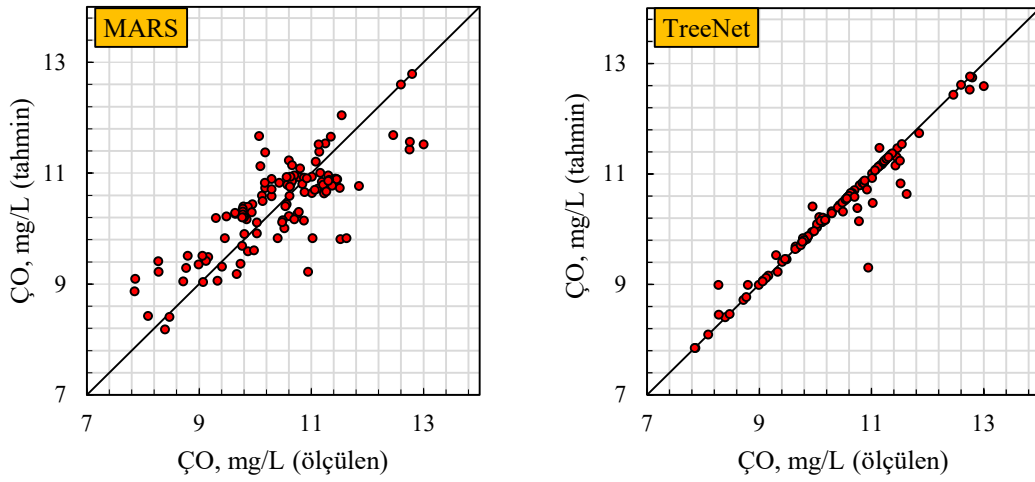 MARS
13
11
9
7
7 9 11 13
ÇO, mg/L (tahmin)
ÇO, mg/L (ölçülen)
TreeNet
13
11
9
7
7 9 11 13
ÇO, mg/L (tahmin)
ÇO, mg/L (ölçülen)